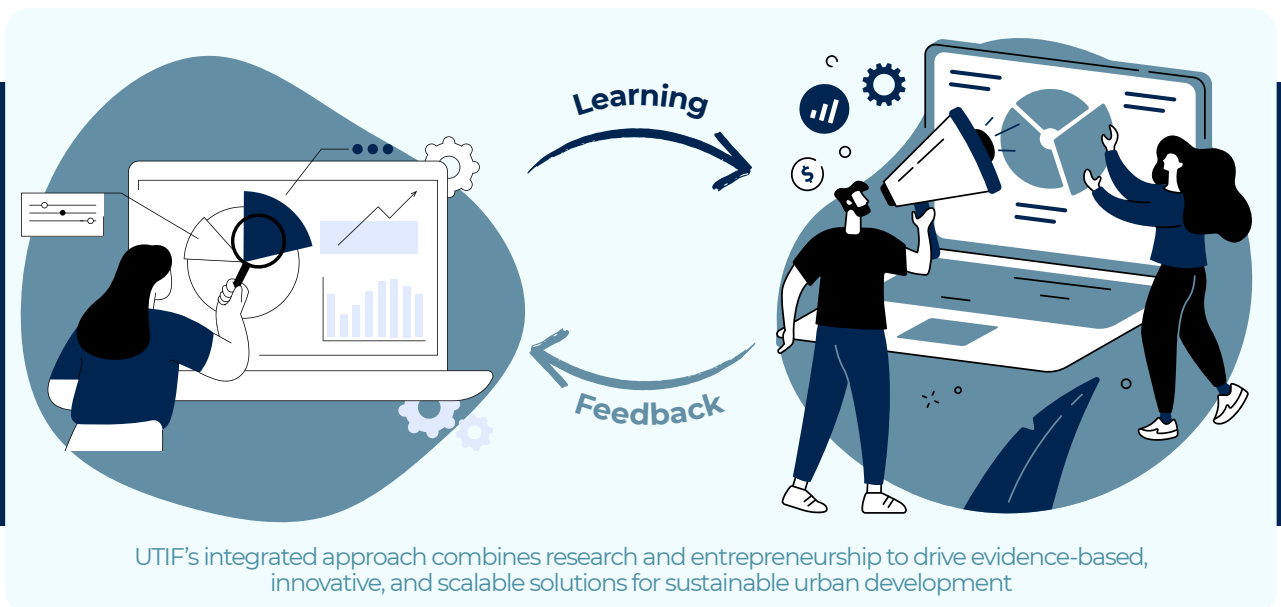 Learning
$
Feedback
UTIF’s integrated approach combines research and entrepreneurship to drive evidence-based,
innovative, and scalable solutions for sustainable urban development